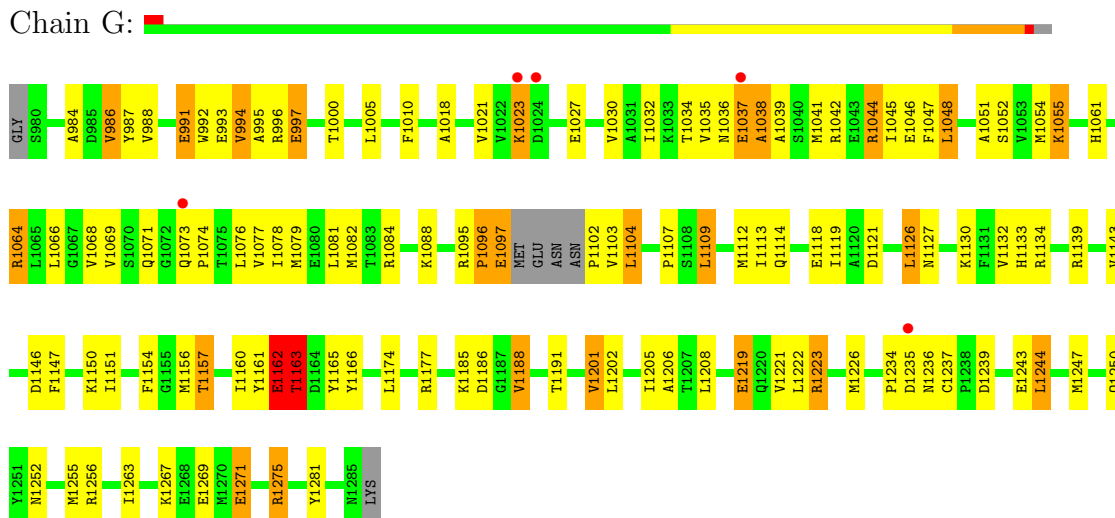 Chain G:
GLY S980 A984 D985 V986 Y987 V988 E991 W992 E993 V994 A995 R996 E997 T1000 L1005 F1010 A1018 V1021 V1022 K1023 D1024 E1027 V1030 A1031 I1032 K1033 T1034 V1035 N1036 E1037 A1038 A1039 S1040 M1041 R1042 E1043 R1044 I1045 E1046 F1047 L1048 A1051 S1052 V1053 M1054 K1055 H1061
R1064 L1065 L1066 G1067 V1068 V1069 S1070 Q1071 G1072 Q1073 P1074 T1075 L1076 V1077 I1078 M1079 E1080 L1081 M1082 T1083 R1084 K1088 R1095 P1096 E1097 MET GLU ASN ASN P1102 V1103 L1104 P1107 S1108 L1109 M1112 I1113 Q1114 E1118 I1119 A1120 D1121 L1126 N1127 K1130 F1131 V1132 H1133 R1134 R1139 V1143
D1146 F1147 K1150 I1151 F1154 G1155 M1156 T1157 I1160 Y1161 E1162 T1163 D1164 Y1165 Y1166 L1174 R1177 K1185 D1186 G1187 V1188 T1191 V1201 L1202 I1205 A1206 T1207 L1208 E1219 Q1220 V1221 L1222 R1223 M1226 P1234 D1235 N1236 C1237 P1238 D1239 E1243 L1244 M1247
Y1251 N1252 M1255 R1256 I1263 K1267 E1268 E1269 M1270 E1271 R1275 Y1281 N1285 LYS